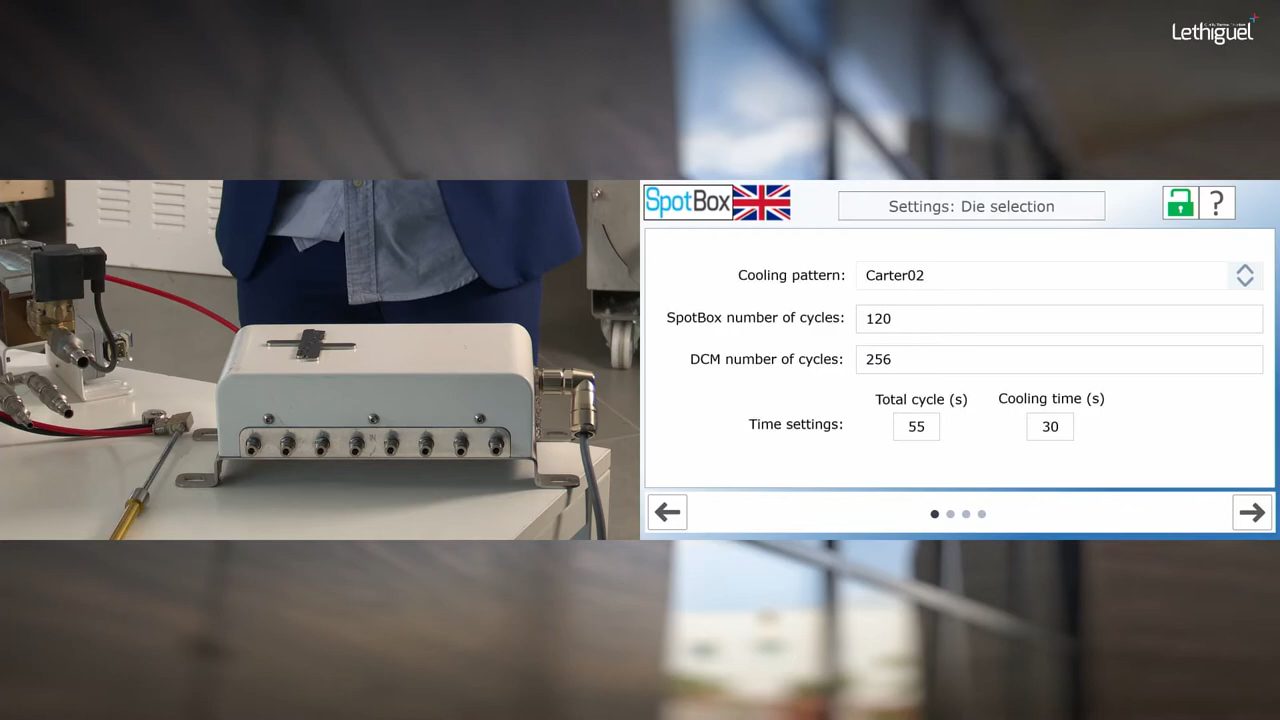 Lethiguel
SpotBox
Settings: Die selection
?
Cooling pattern:
Carter02
SpotBox number of cycles:
120
DCM number of cycles:
256
Total cycle (s)
Cooling time (s)
Time settings:
55
30